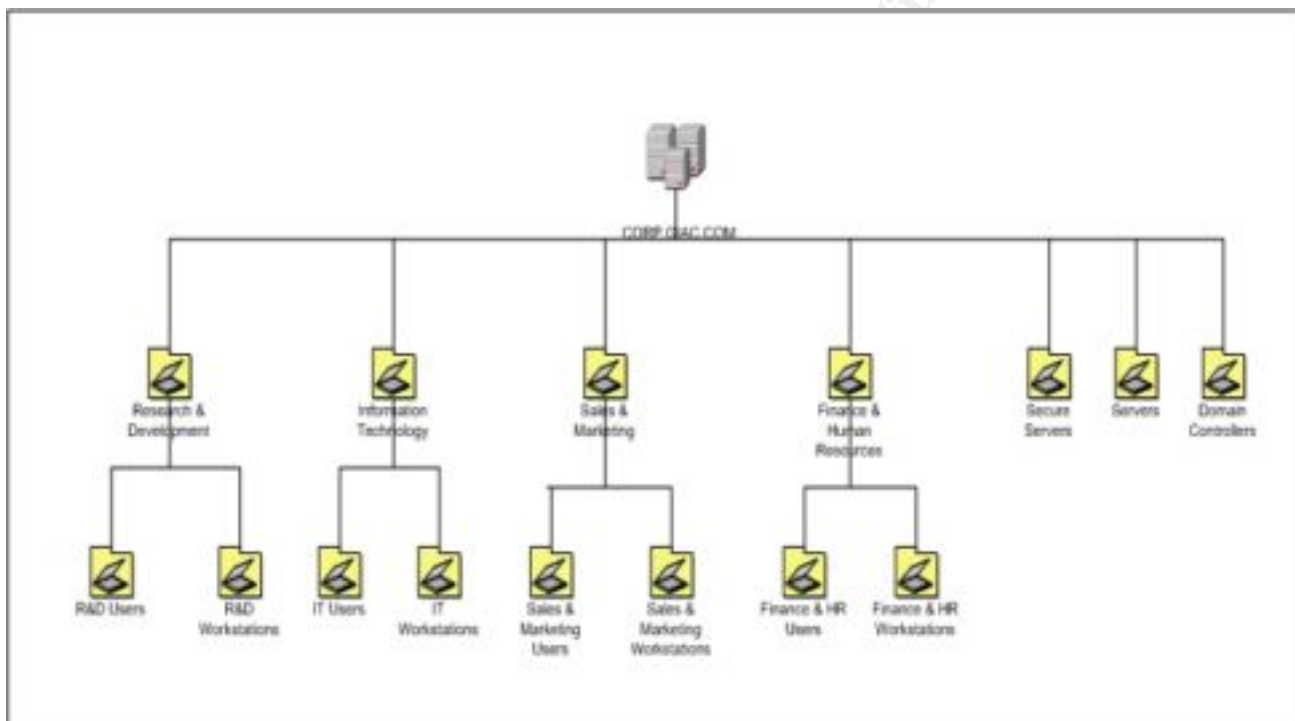 CORP.GIAC.COM
Research &
Development
Information
Technology
Sales &
Marketing
Finance &
Human
Resources
Secure
Servers
Servers
Domain
Controllers
R&D Users
R&D
Workstations
IT Users
IT
Workstations
Sales &
Marketing
Users
Sales &
Marketing
Workstations
Finance & HR
Users
Finance & HR
Workstations